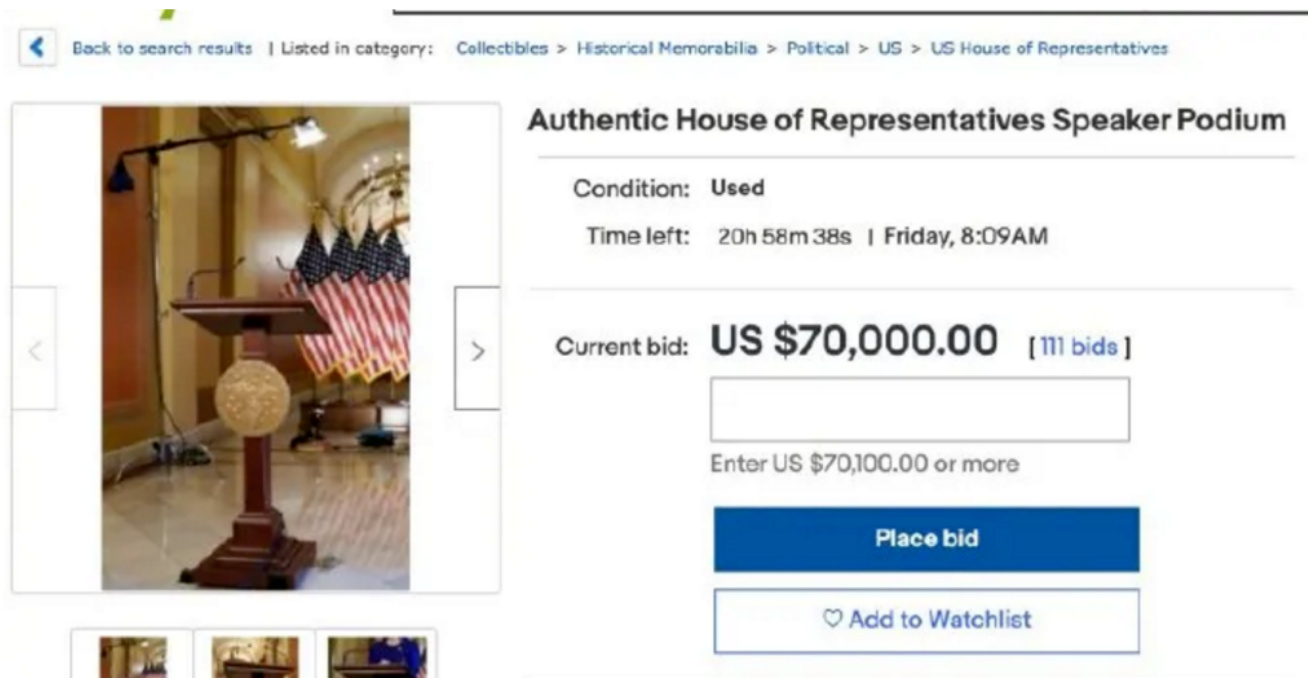 Back to search results | Listed in category: Collectibles > Historical Memorabilia > Political > US > US House of Representatives
Authentic House of Representatives Speaker Podium
Condition: Used
Time left: 20h 58m 38s | Friday, 8:09AM
Current bid: US $70,000.00 [ 111 bids ]
Enter US $70,100.00 or more
Place bid
♡ Add to Watchlist